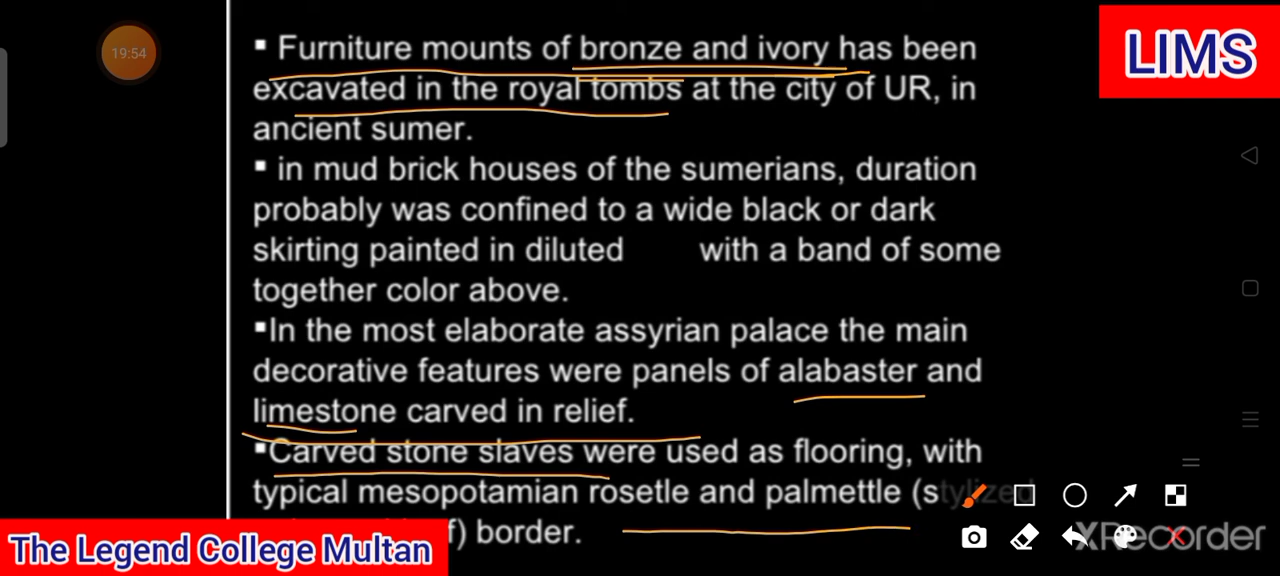 19:54
LIMS
▪ Furniture mounts of bronze and ivory has been
excavated in the royal tombs at the city of UR, in
ancient sumer.
▪ in mud brick houses of the sumerians, duration
probably was confined to a wide black or dark
skirting painted in diluted with a band of some
together color above.
▪In the most elaborate assyrian palace the main
decorative features were panels of alabaster and
limestone carved in relief.
▪Carved stone slaves were used as flooring, with
typical mesopotamian rosetle and palmettle (stylized
f) border.
The Legend College Multan
XRecorder